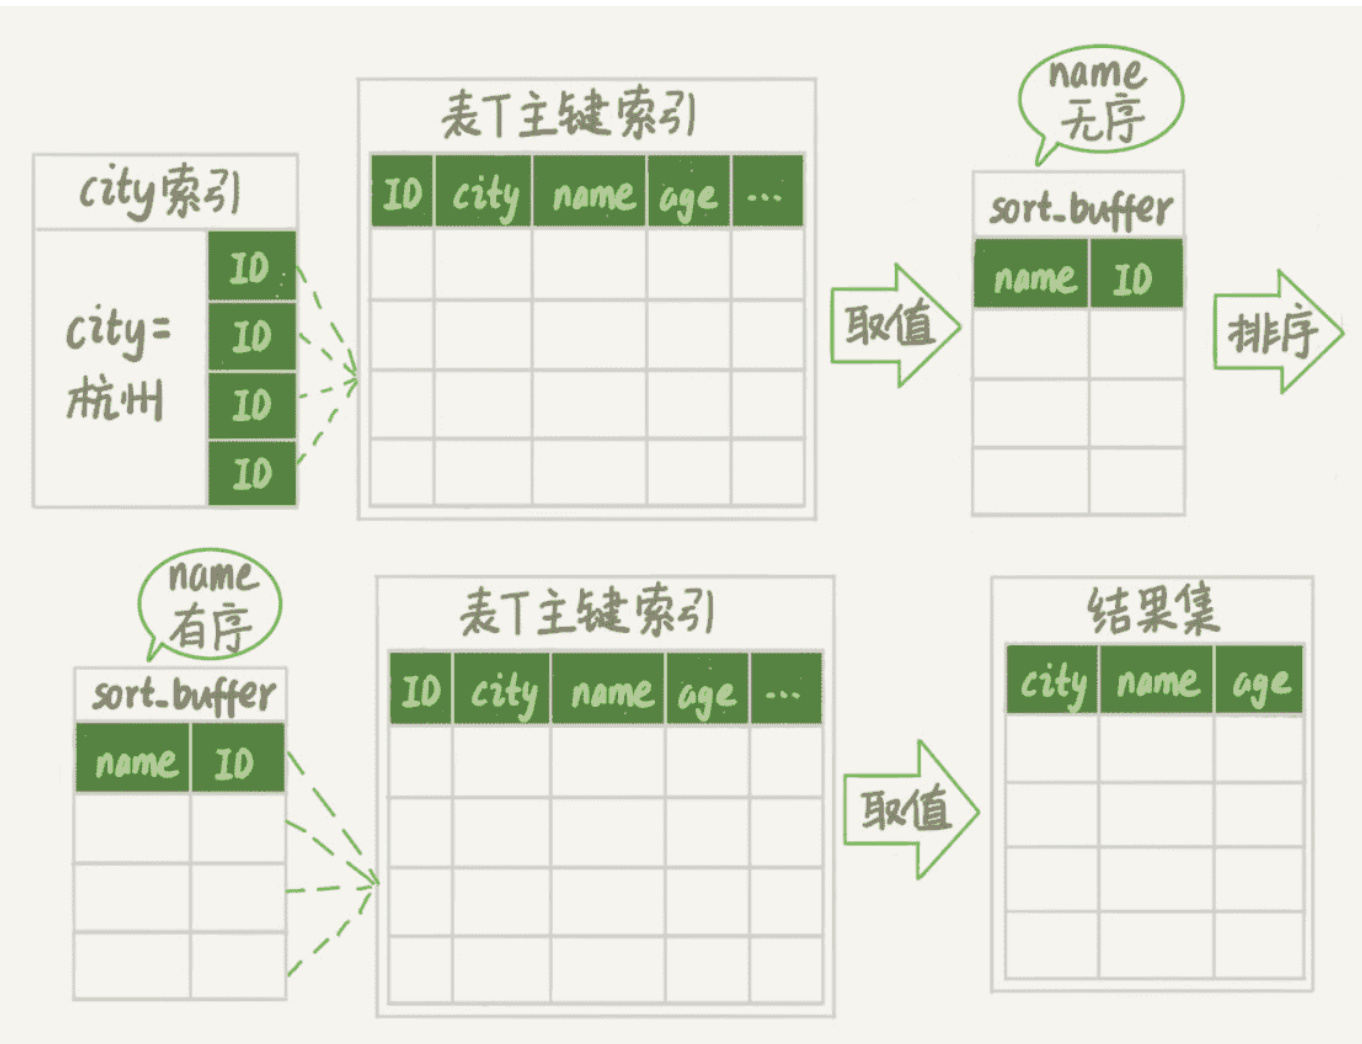 city索引
city=
杭州
ID
ID
ID
ID
表T主键索引
ID city name age ...
取值
name
无序
sort_buffer
name ID
排序
name
有序
sort_buffer
name ID
表T主键索引
ID city name age ...
取值
结果集
city name age